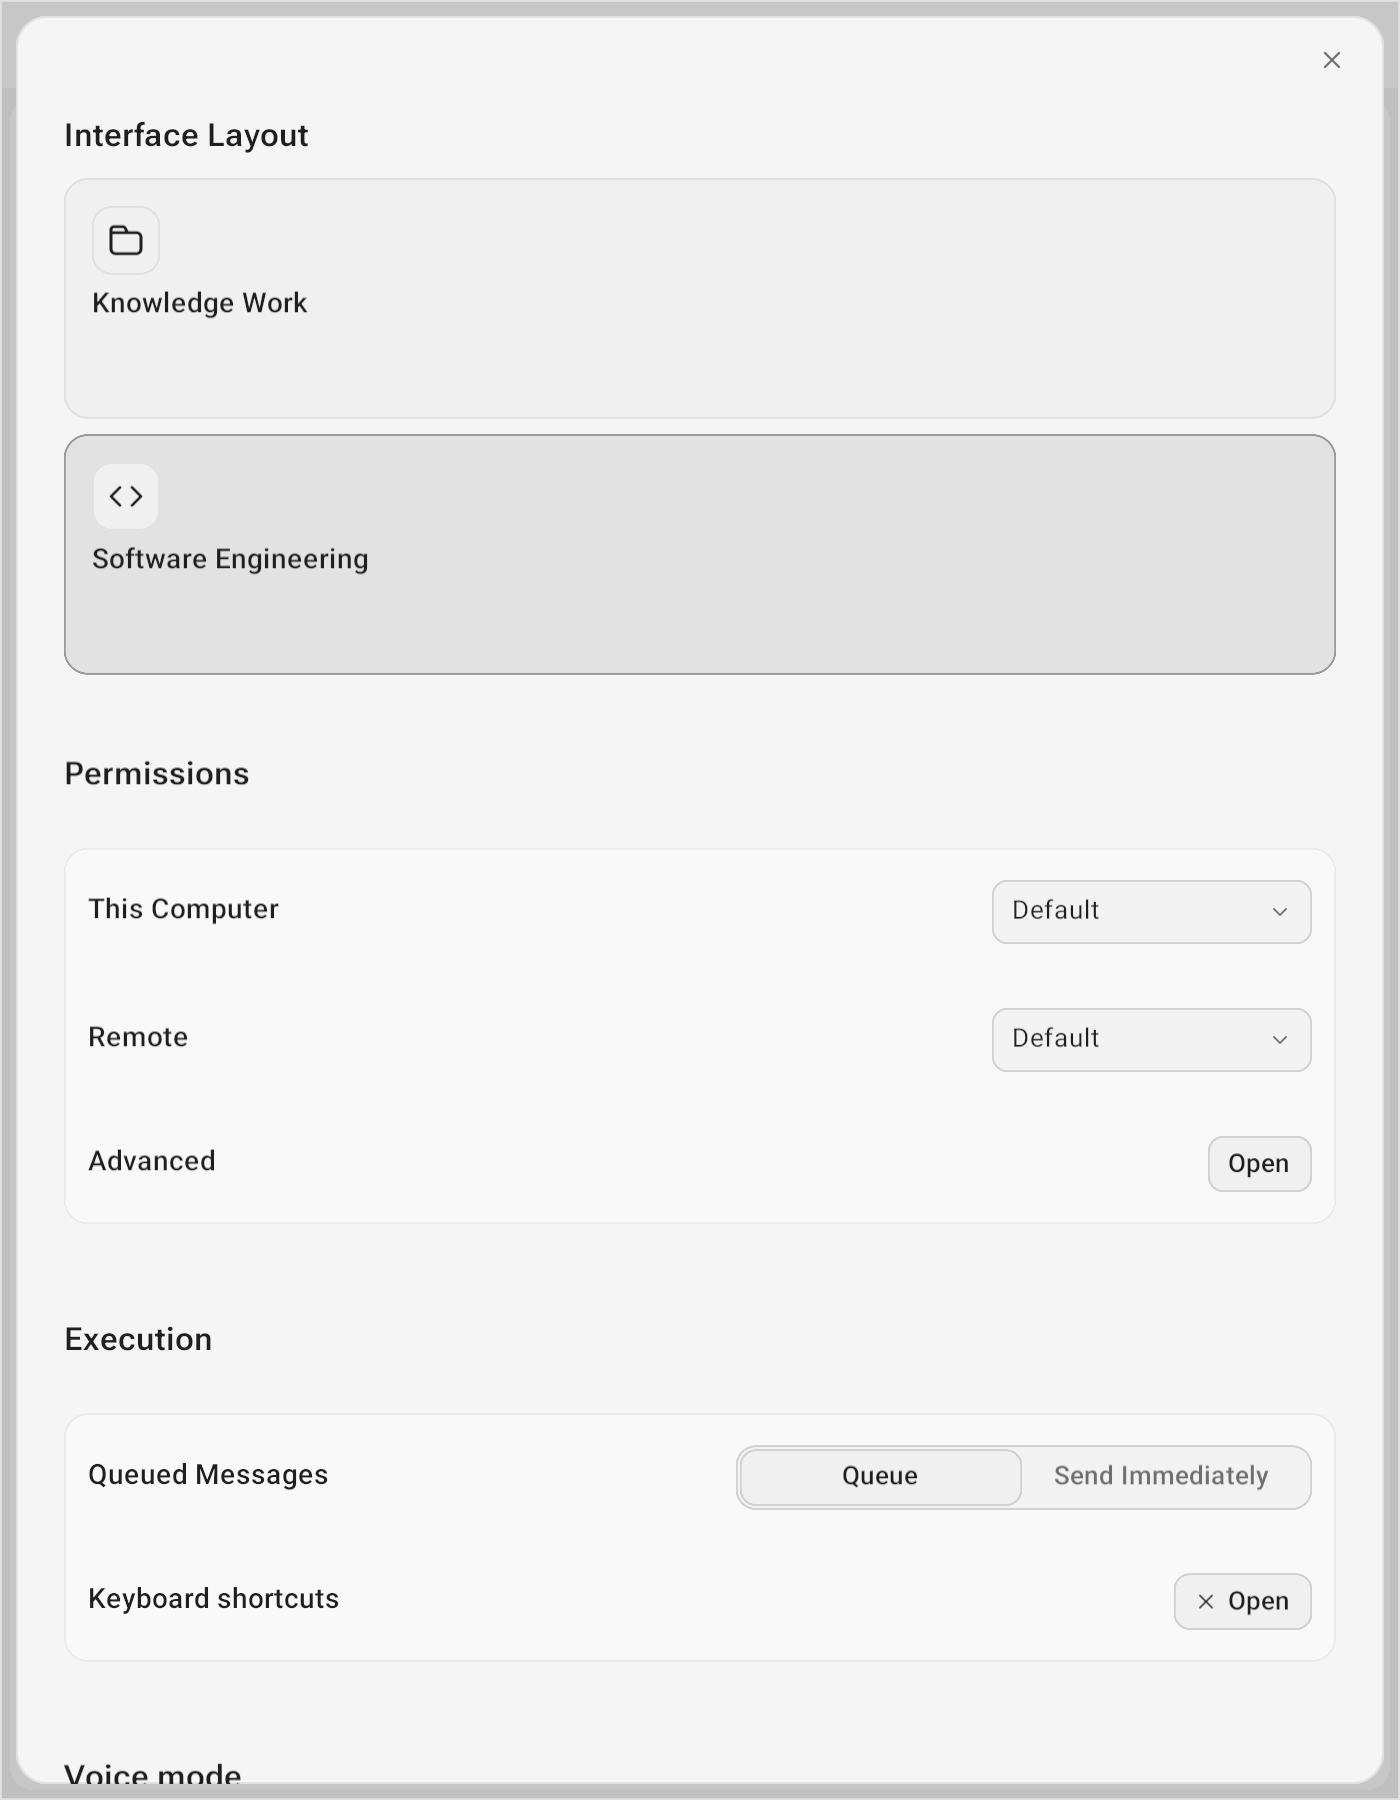 Interface Layout
Knowledge Work
Software Engineering
Permissions
This Computer
Default
Remote
Default
Advanced
Open
Execution
Queued Messages
Queue
Send Immediately
Keyboard shortcuts
Open
Voice mode